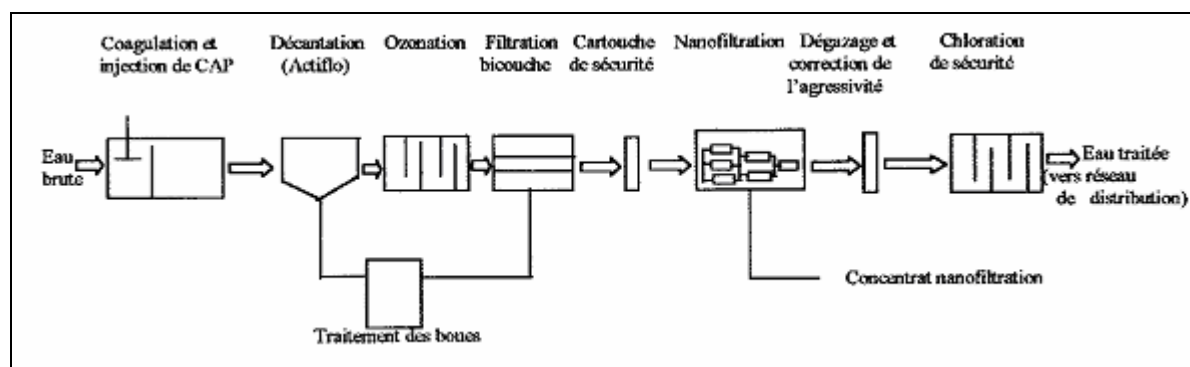 Coagulation et
injection de CAP
Décantation
(Actiflo)
Ozonation
Filtration
bicouche
Cartouche
de sécurité
Nanofiltration
Dégazage et
correction de
l'agressivité
Chloration
de sécurité
Eau
brute
Eau traitée
(vers réseau
de distribution)
Concentrat nanofiltration
Traitement des boues